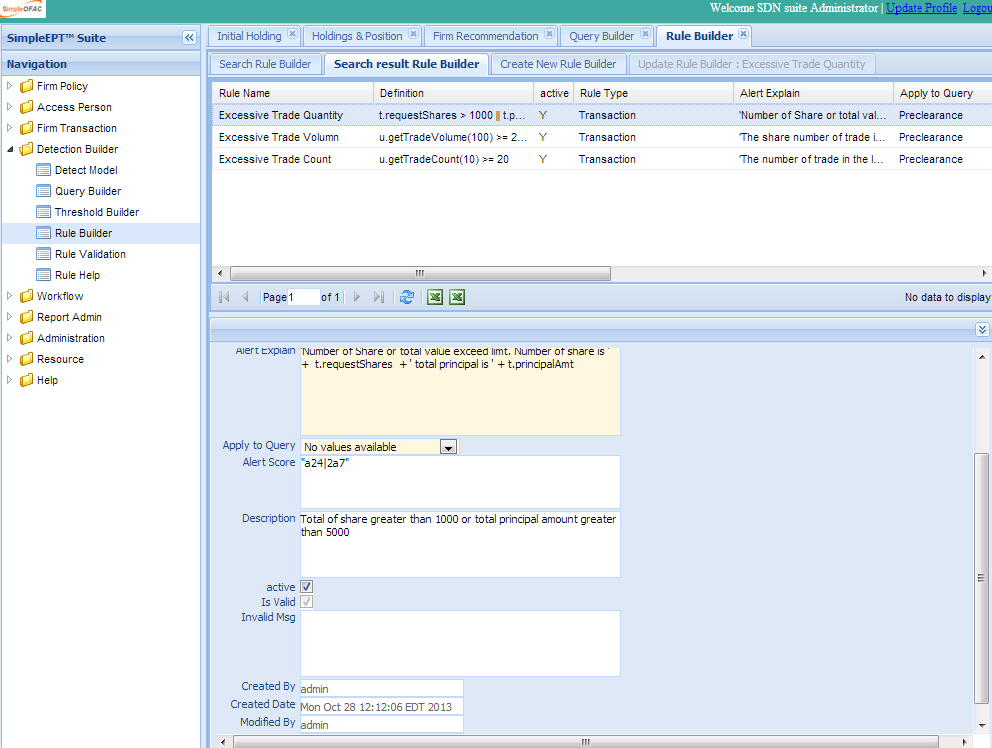 SimpleOFAC
Welcome SDN suite Administrator | Update Profile Logou
SimpleEPT™ Suite
Navigation
Firm Policy
Access Person
Firm Transaction
Detection Builder
Detect Model
Query Builder
Threshold Builder
Rule Builder
Rule Validation
Rule Help
Workflow
Report Admin
Administration
Resource
Help
Initial Holding Holdings & Position Firm Recommendation Query Builder Rule Builder
Search Rule Builder Search result Rule Builder Create New Rule Builder Update Rule Builder : Excessive Trade Quantity
Rule Name Definition active Rule Type Alert Explain Apply to Query
Excessive Trade Quantity t.requestShares > 1000 || t.p... Y Transaction 'Number of Share or total val... Preclearance
Excessive Trade Volumn u.getTradeVolume(100) >= 2... Y Transaction 'The share number of trade i... Preclearance
Excessive Trade Count u.getTradeCount(10) >= 20 Y Transaction 'The number of trade in the l... Preclearance
Page 1 of 1 No data to display
Alert Explain 'Number of Share or total value exceed limt. Number of share is '
+ t.requestShares + ' total principal is ' + t.principalAmt
Apply to Query No values available
Alert Score "a24|2a7"
Description Total of share greater than 1000 or total principal amount greater
than 5000
active
Is Valid
Invalid Msg
Created By admin
Created Date Mon Oct 28 12:12:06 EDT 2013
Modified By admin